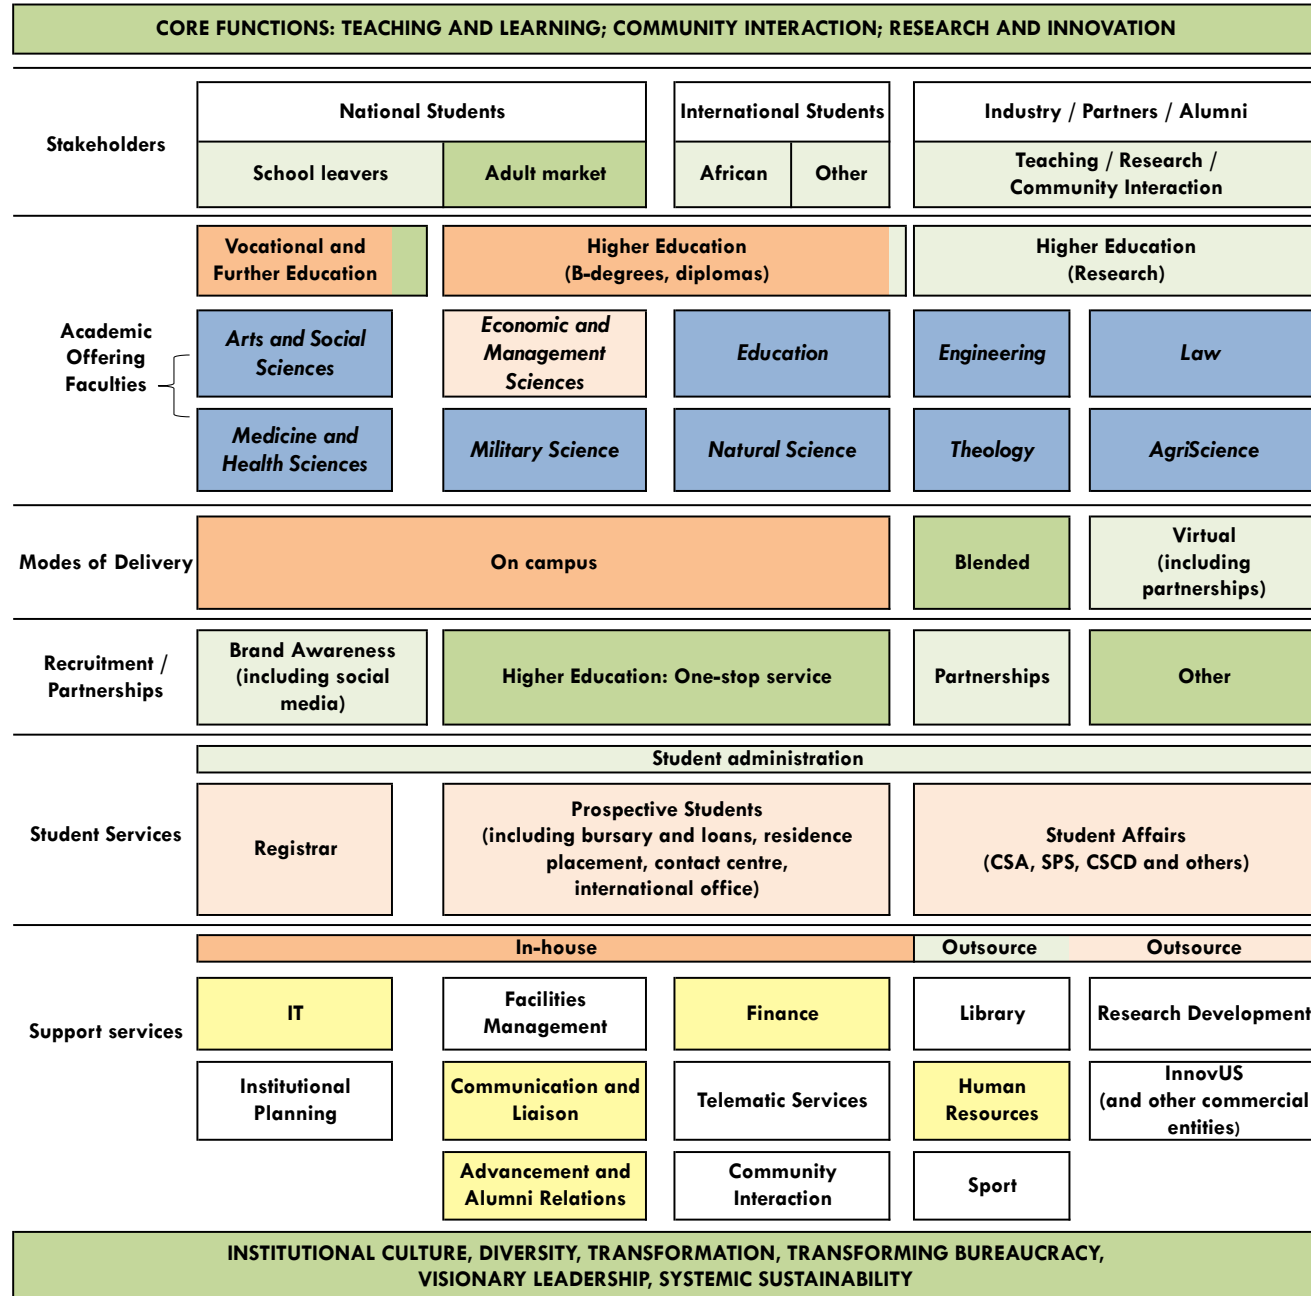 CORE FUNCTIONS: TEACHING AND LEARNING; COMMUNITY INTERACTION; RESEARCH AND INNOVATION
Stakeholders
National Students
International Students
Industry / Partners / Alumni
School leavers
Adult market
African
Other
Teaching / Research /
Community Interaction
Academic
Offering
Faculties
Vocational and
Further Education
Higher Education
(B-degrees, diplomas)
Higher Education
(Research)
Arts and Social
Sciences
Economic and
Management
Sciences
Education
Engineering
Law
Medicine and
Health Sciences
Military Science
Natural Science
Theology
AgriScience
Modes of Delivery
On campus
Blended
Virtual
(including
partnerships)
Recruitment /
Partnerships
Brand Awareness
(including social
media)
Higher Education: One-stop service
Partnerships
Other
Student Services
Student administration
Registrar
Prospective Students
(including bursary and loans, residence
placement, contact centre,
international office)
Student Affairs
(CSA, SPS, CSCD and others)
Support services
In-house
Outsource
Outsource
IT
Facilities
Management
Finance
Library
Research Development
Institutional
Planning
Communication and
Liaison
Telematic Services
Human
Resources
InnovUS
(and other commercial
entities)
Advancement and
Alumni Relations
Community
Interaction
Sport
INSTITUTIONAL CULTURE, DIVERSITY, TRANSFORMATION, TRANSFORMING BUREAUCRACY,
VISIONARY LEADERSHIP, SYSTEMIC SUSTAINABILITY